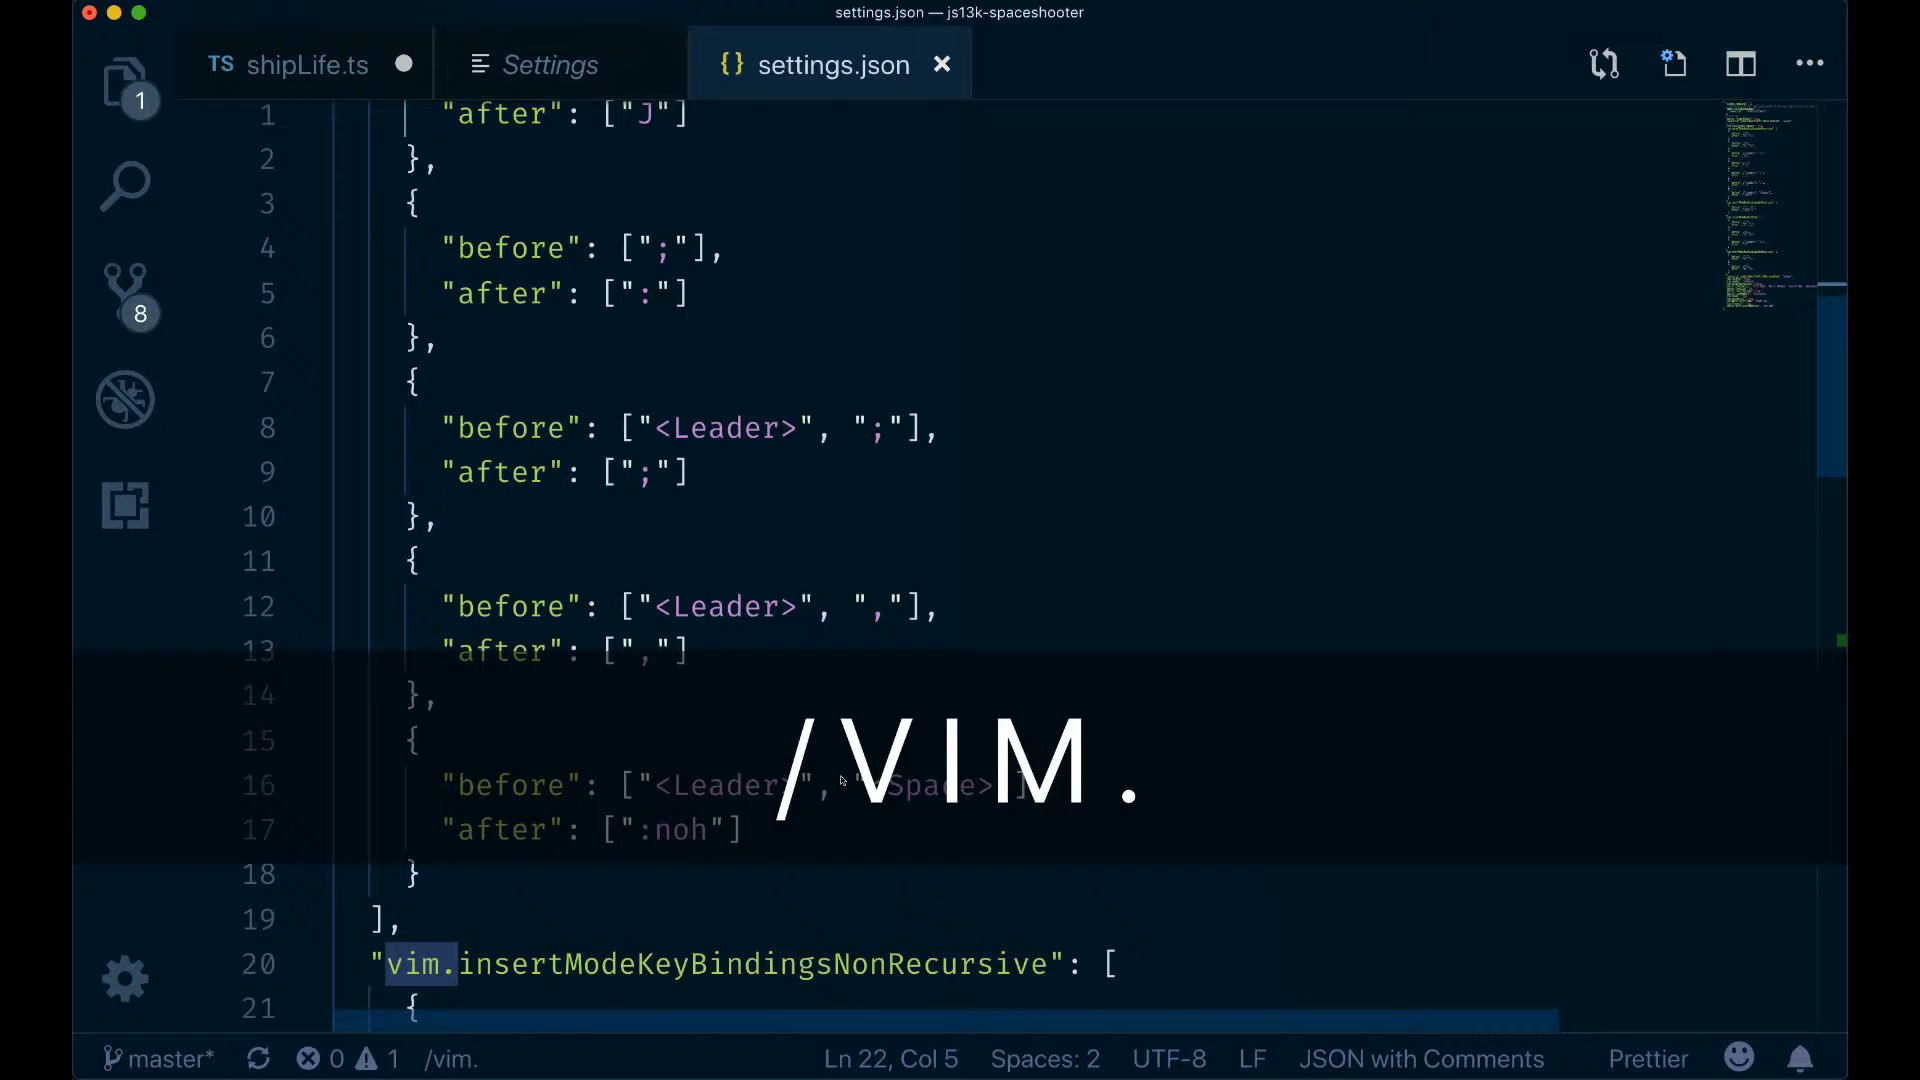 settings.json — js13k-spaceshooter
TS shipLife.ts
Settings
{} settings.json
1
8
1 "after": ["J"]
2 },
3 {
4 "before": [";"],
5 "after": [":"]
6 },
7 {
8 "before": ["<Leader>", ";"],
9 "after": [";"]
10 },
11 {
12 "before": ["<Leader>", ","],
13 "after": [","]
14 },
15 {
16 "before": ["<Leader>", "<Space>"]
17 "after": [":noh"]
18 }
19 ],
20 "vim.insertModeKeyBindingsNonRecursive": [
21 {
/VIM.
master* 0 1 /vim. Ln 22, Col 5 Spaces: 2 UTF-8 LF JSON with Comments Prettier